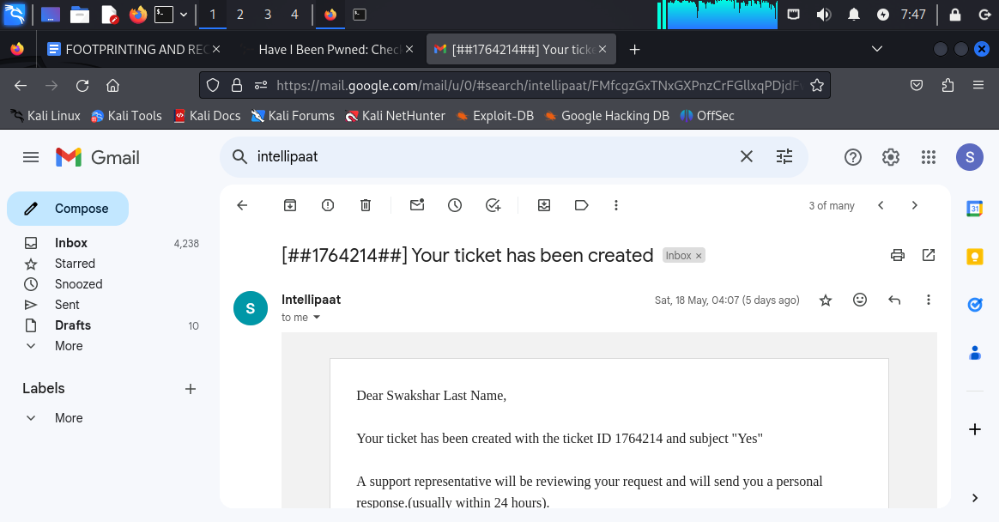 1 2 3 4 7:47
FOOTPRINTING AND REC Have I Been Pwned: Chec [##1764214##] Your ticke
https://mail.google.com/mail/u/0/#search/intellipaat/FMfcgzGxTNxGXPnzCrFGllxqPDjdF
Kali Linux Kali Tools Kali Docs Kali Forums Kali NetHunter Exploit-DB Google Hacking DB OffSec
Gmail intellipaat S
Compose 3 of many
31
Inbox 4,238
[##1764214##] Your ticket has been created Inbox ×
Starred
Snoozed
Sent
S Intellipaat Sat, 18 May, 04:07 (5 days ago)
to me
Drafts 10
More
Labels
More
Dear Swakshar Last Name,
Your ticket has been created with the ticket ID 1764214 and subject "Yes"
A support representative will be reviewing your request and will send you a personal
response.(usually within 24 hours).